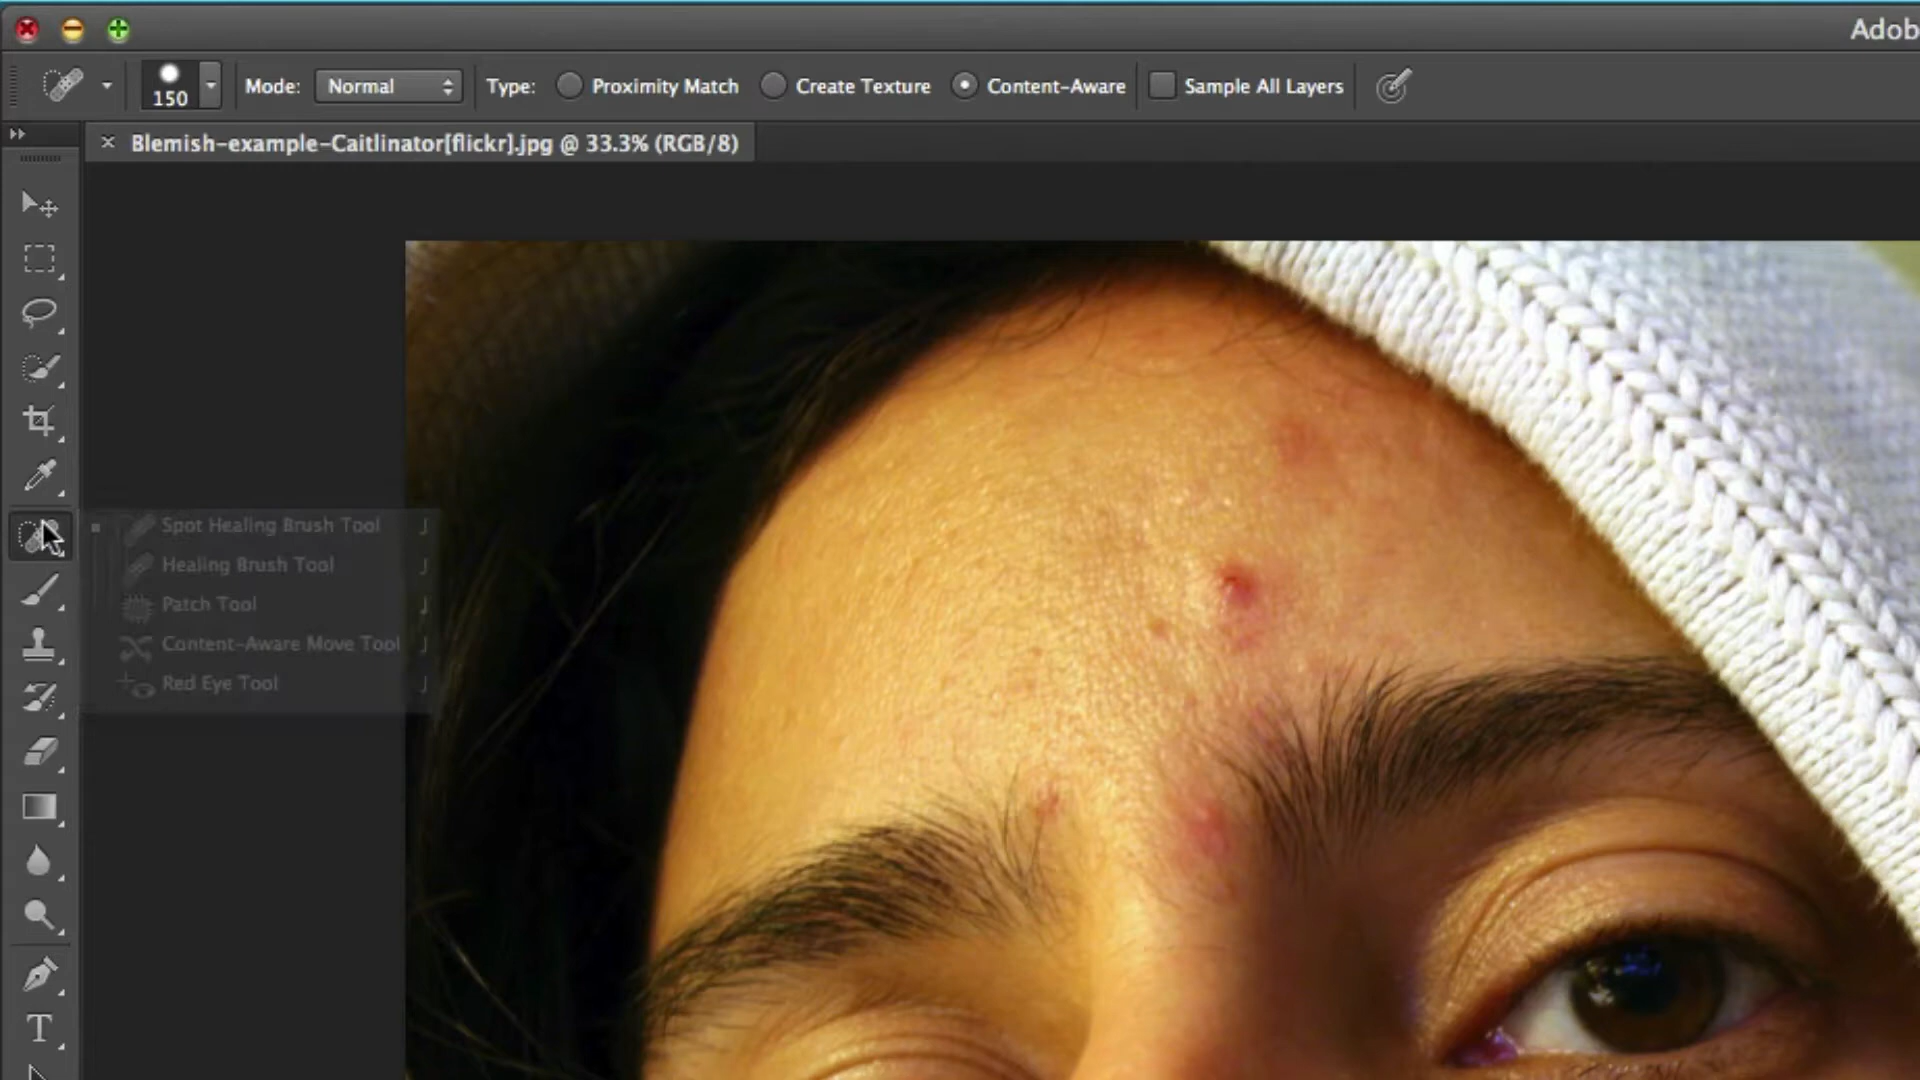 Adob
150
Mode: Normal Type: Proximity Match Create Texture Content-Aware Sample All Layers
Blemish-example-Caitlinator[flickr].jpg @ 33.3% (RGB/8)
Spot Healing Brush Tool J
Healing Brush Tool J
Patch Tool J
Content-Aware Move Tool J
Red Eye Tool J
T